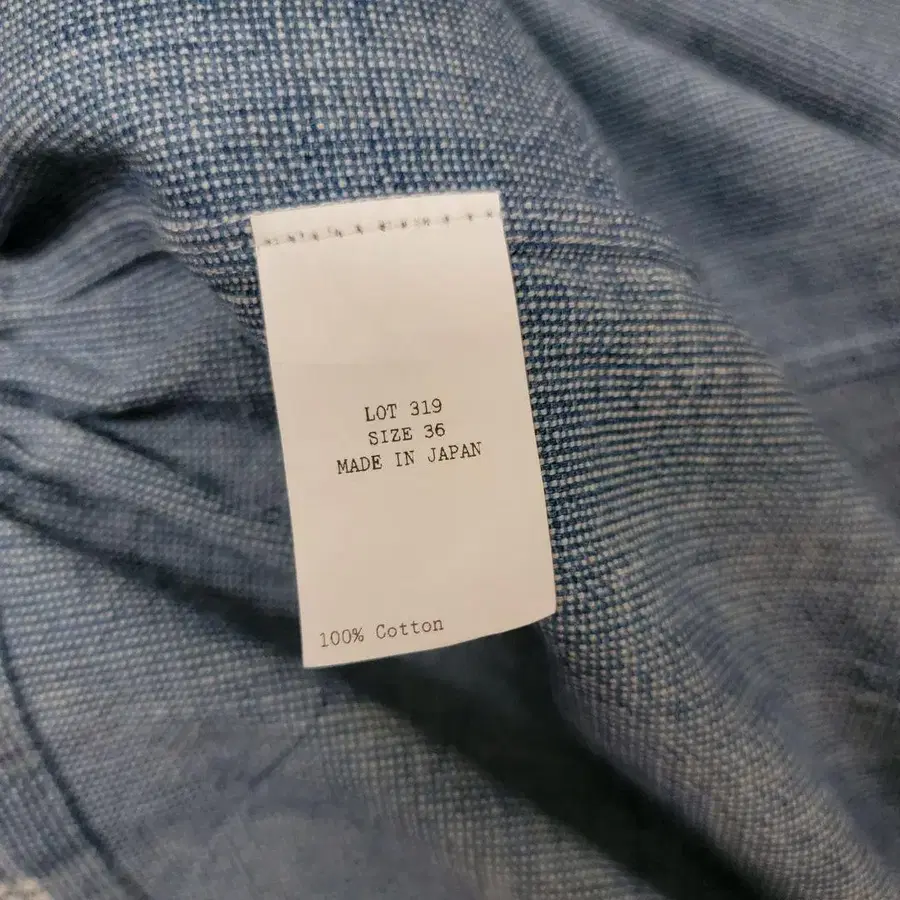 LOT 319
SIZE 36
MADE IN JAPAN
100% Cotton